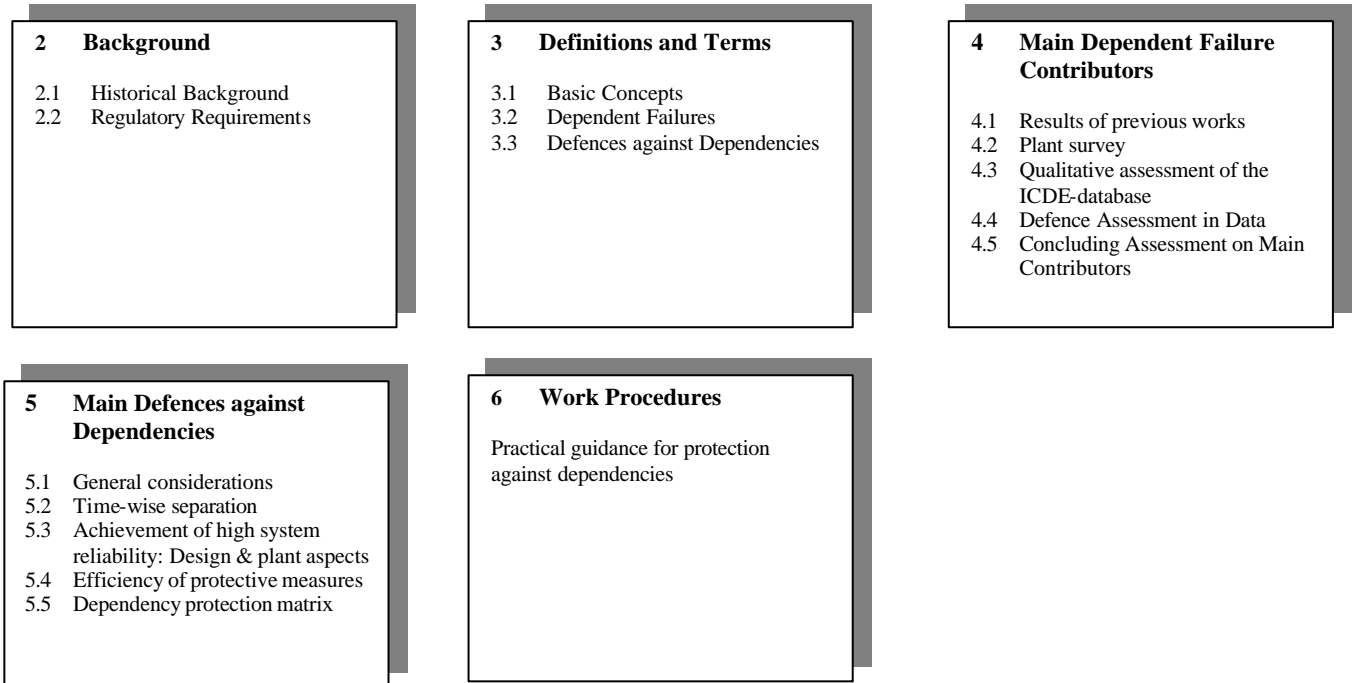 2 Background
2.1 Historical Background
2.2 Regulatory Requirements
3 Definitions and Terms
3.1 Basic Concepts
3.2 Dependent Failures
3.3 Defences against Dependencies
4 Main Dependent Failure
Contributors
4.1 Results of previous works
4.2 Plant survey
4.3 Qualitative assessment of the
ICDE-database
4.4 Defence Assessment in Data
4.5 Concluding Assessment on Main
Contributors
5 Main Defences against
Dependencies
5.1 General considerations
5.2 Time-wise separation
5.3 Achievement of high system
reliability: Design & plant aspects
5.4 Efficiency of protective measures
5.5 Dependency protection matrix
6 Work Procedures
Practical guidance for protection
against dependencies